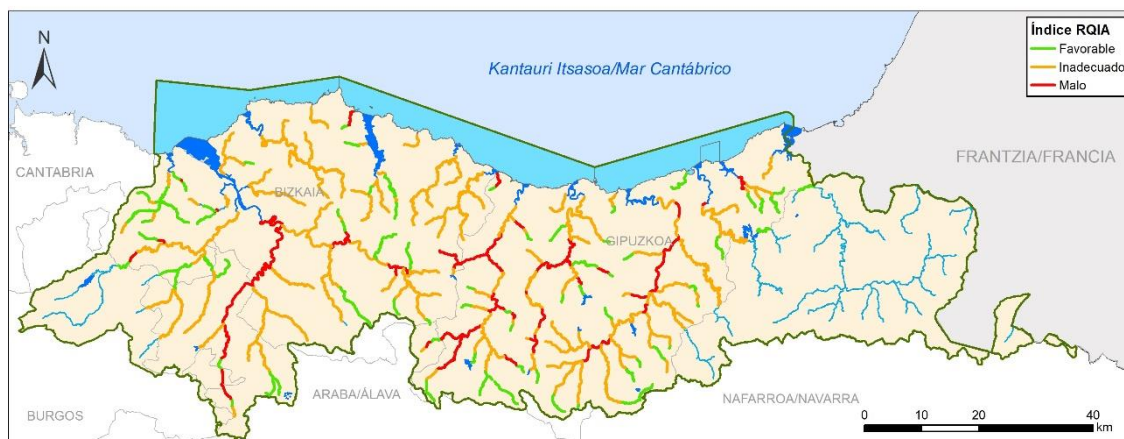 N
Kantauri Itsasoa/Mar Cantábrico
Índice RQIA
Favorable
Inadecuado
Malo
CANTABRIA
FRANTZIA/FRANCIA
BIZKAIA
GIPUZKOA
ARABA/ÁLAVA
NAFARROA/NAVARRA
BURGOS
0 10 20 40
km